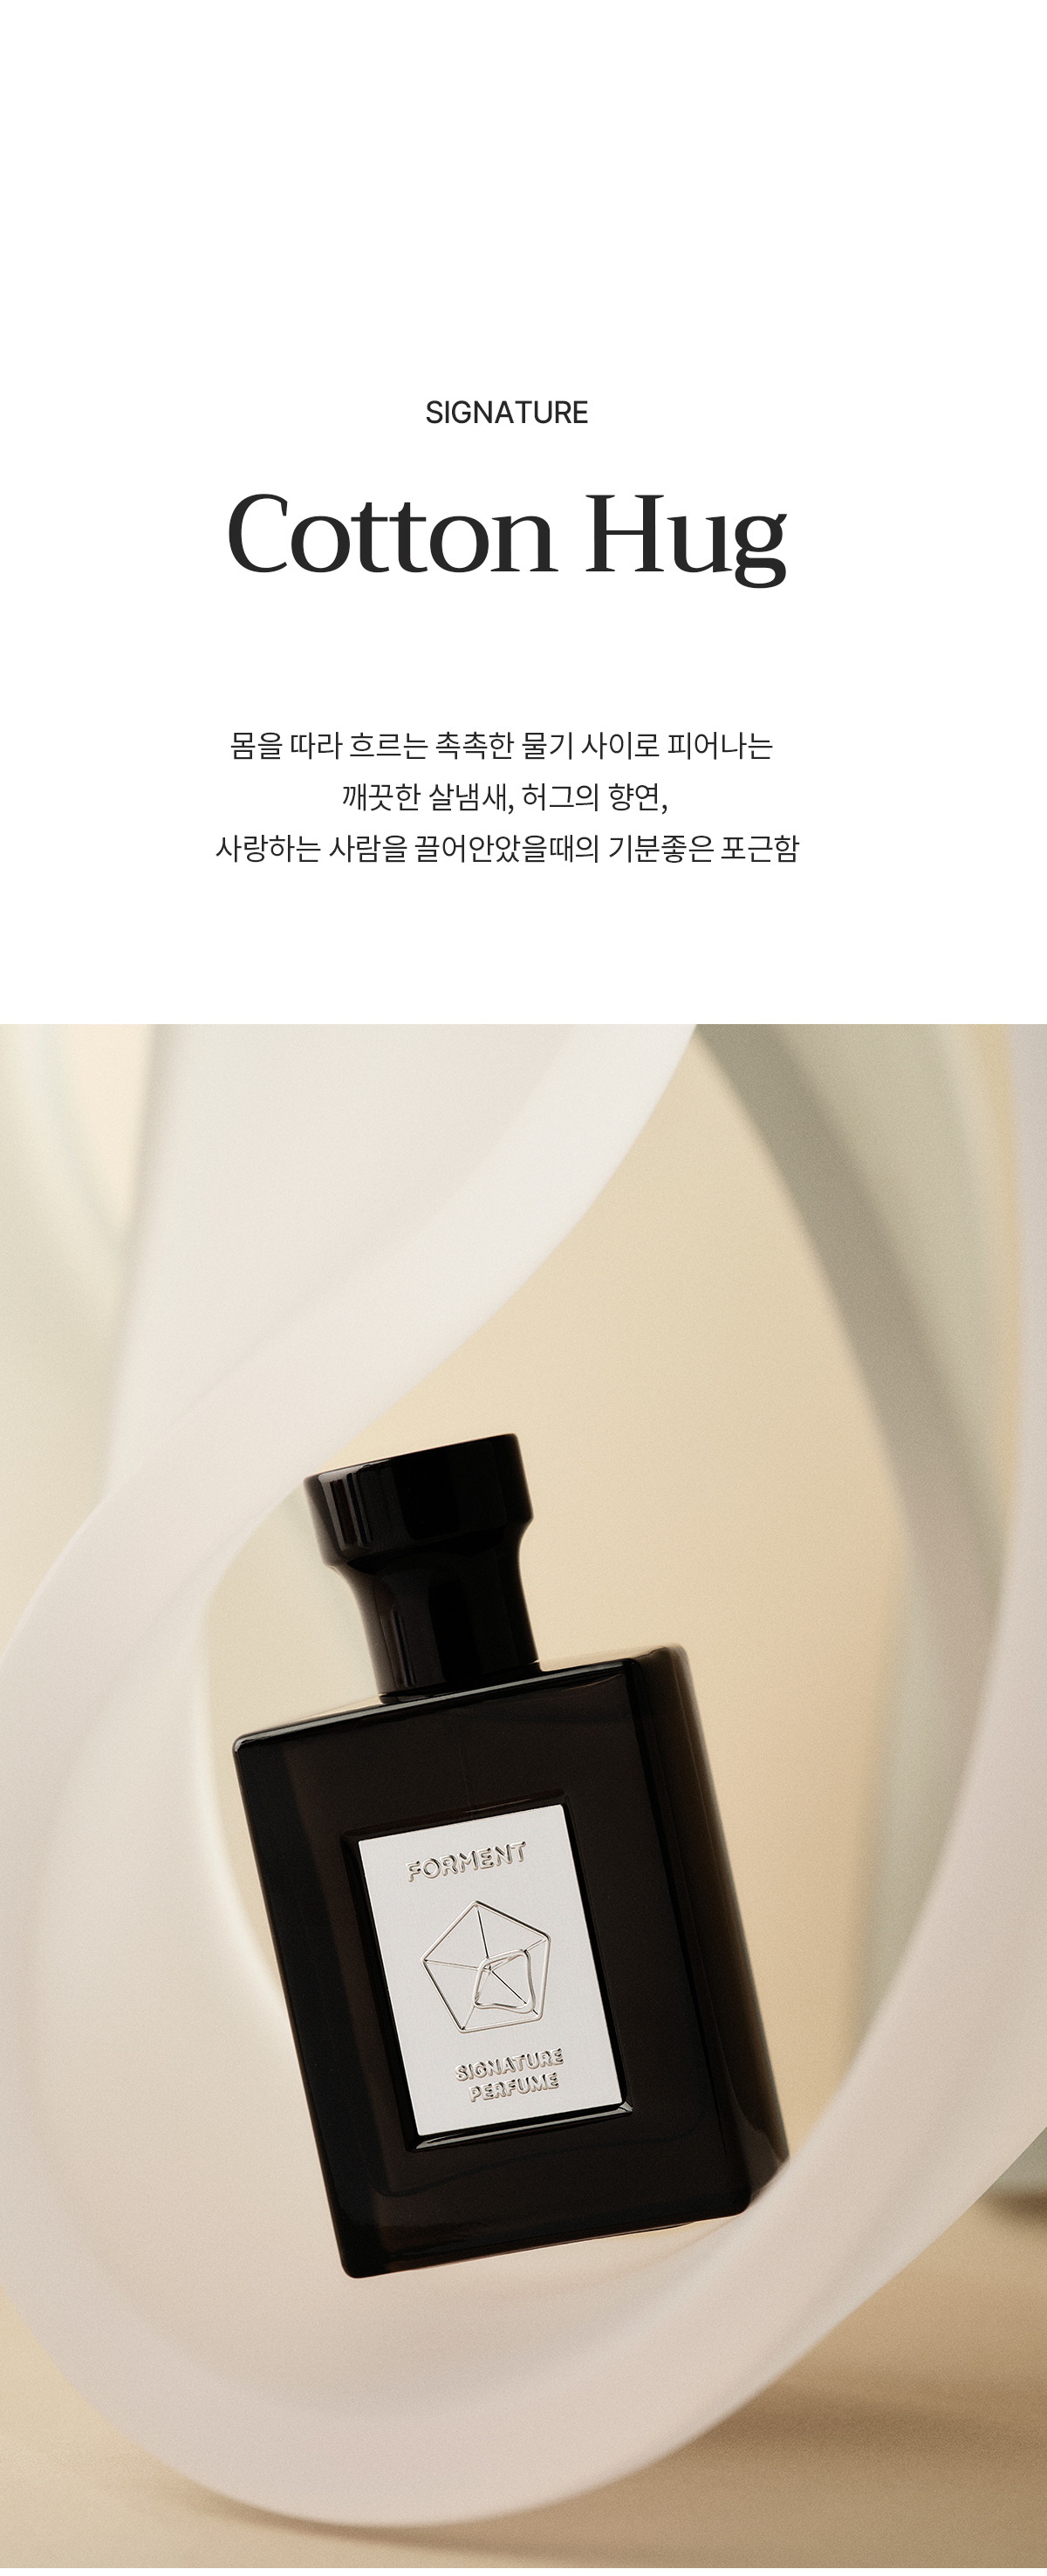 SIGNATURE
Cotton Hug
몸을 따라 흐르는 촉촉한 물기 사이로 피어나는
깨끗한 살냄새, 허그의 향연,
사랑하는 사람을 끌어안았을때의 기분좋은 포근함
FORMENT
SIGNATURE
PERFUME